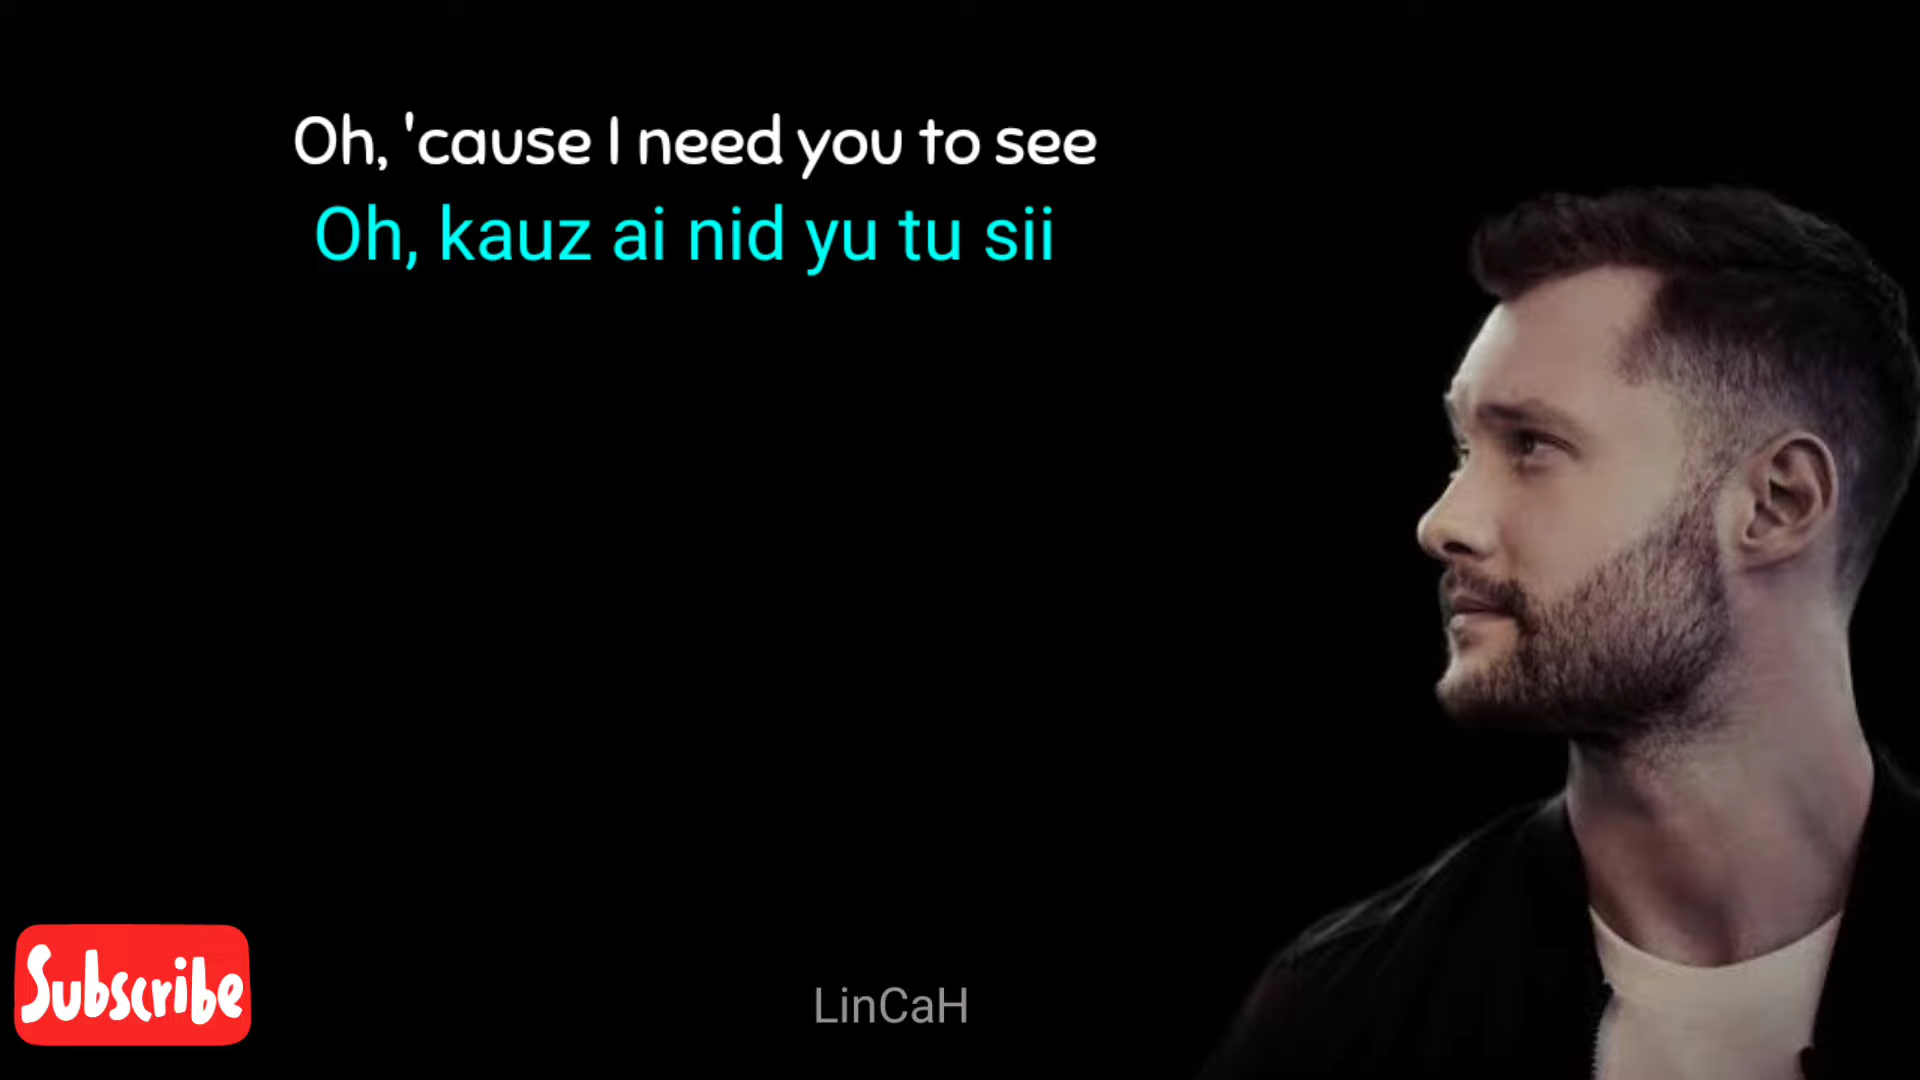 Oh, 'cause I need you to see
Oh, kauz ai nid yu tu sii
Subscribe
LinCaH